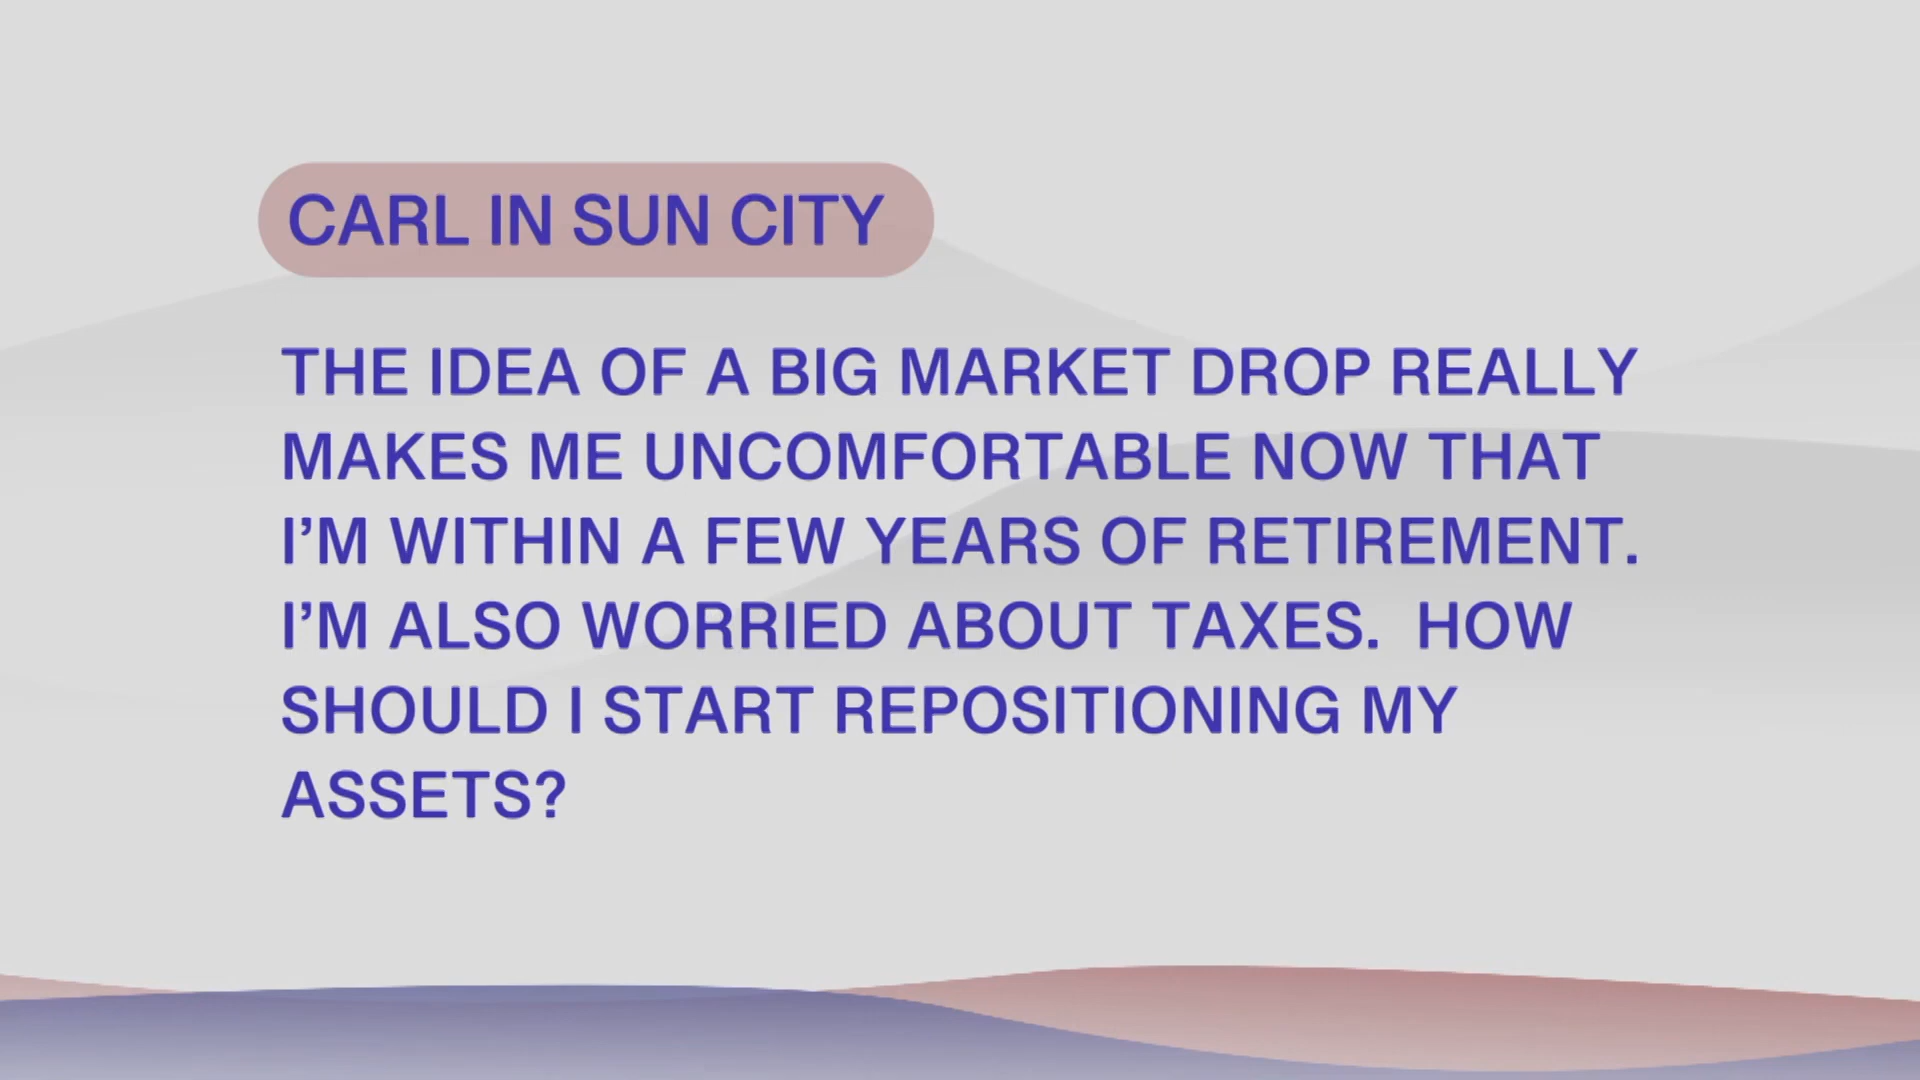 CARL IN SUN CITY
THE IDEA OF A BIG MARKET DROP REALLY
MAKES ME UNCOMFORTABLE NOW THAT
I’M WITHIN A FEW YEARS OF RETIREMENT.
I’M ALSO WORRIED ABOUT TAXES.  HOW
SHOULD I START REPOSITIONING MY
ASSETS?